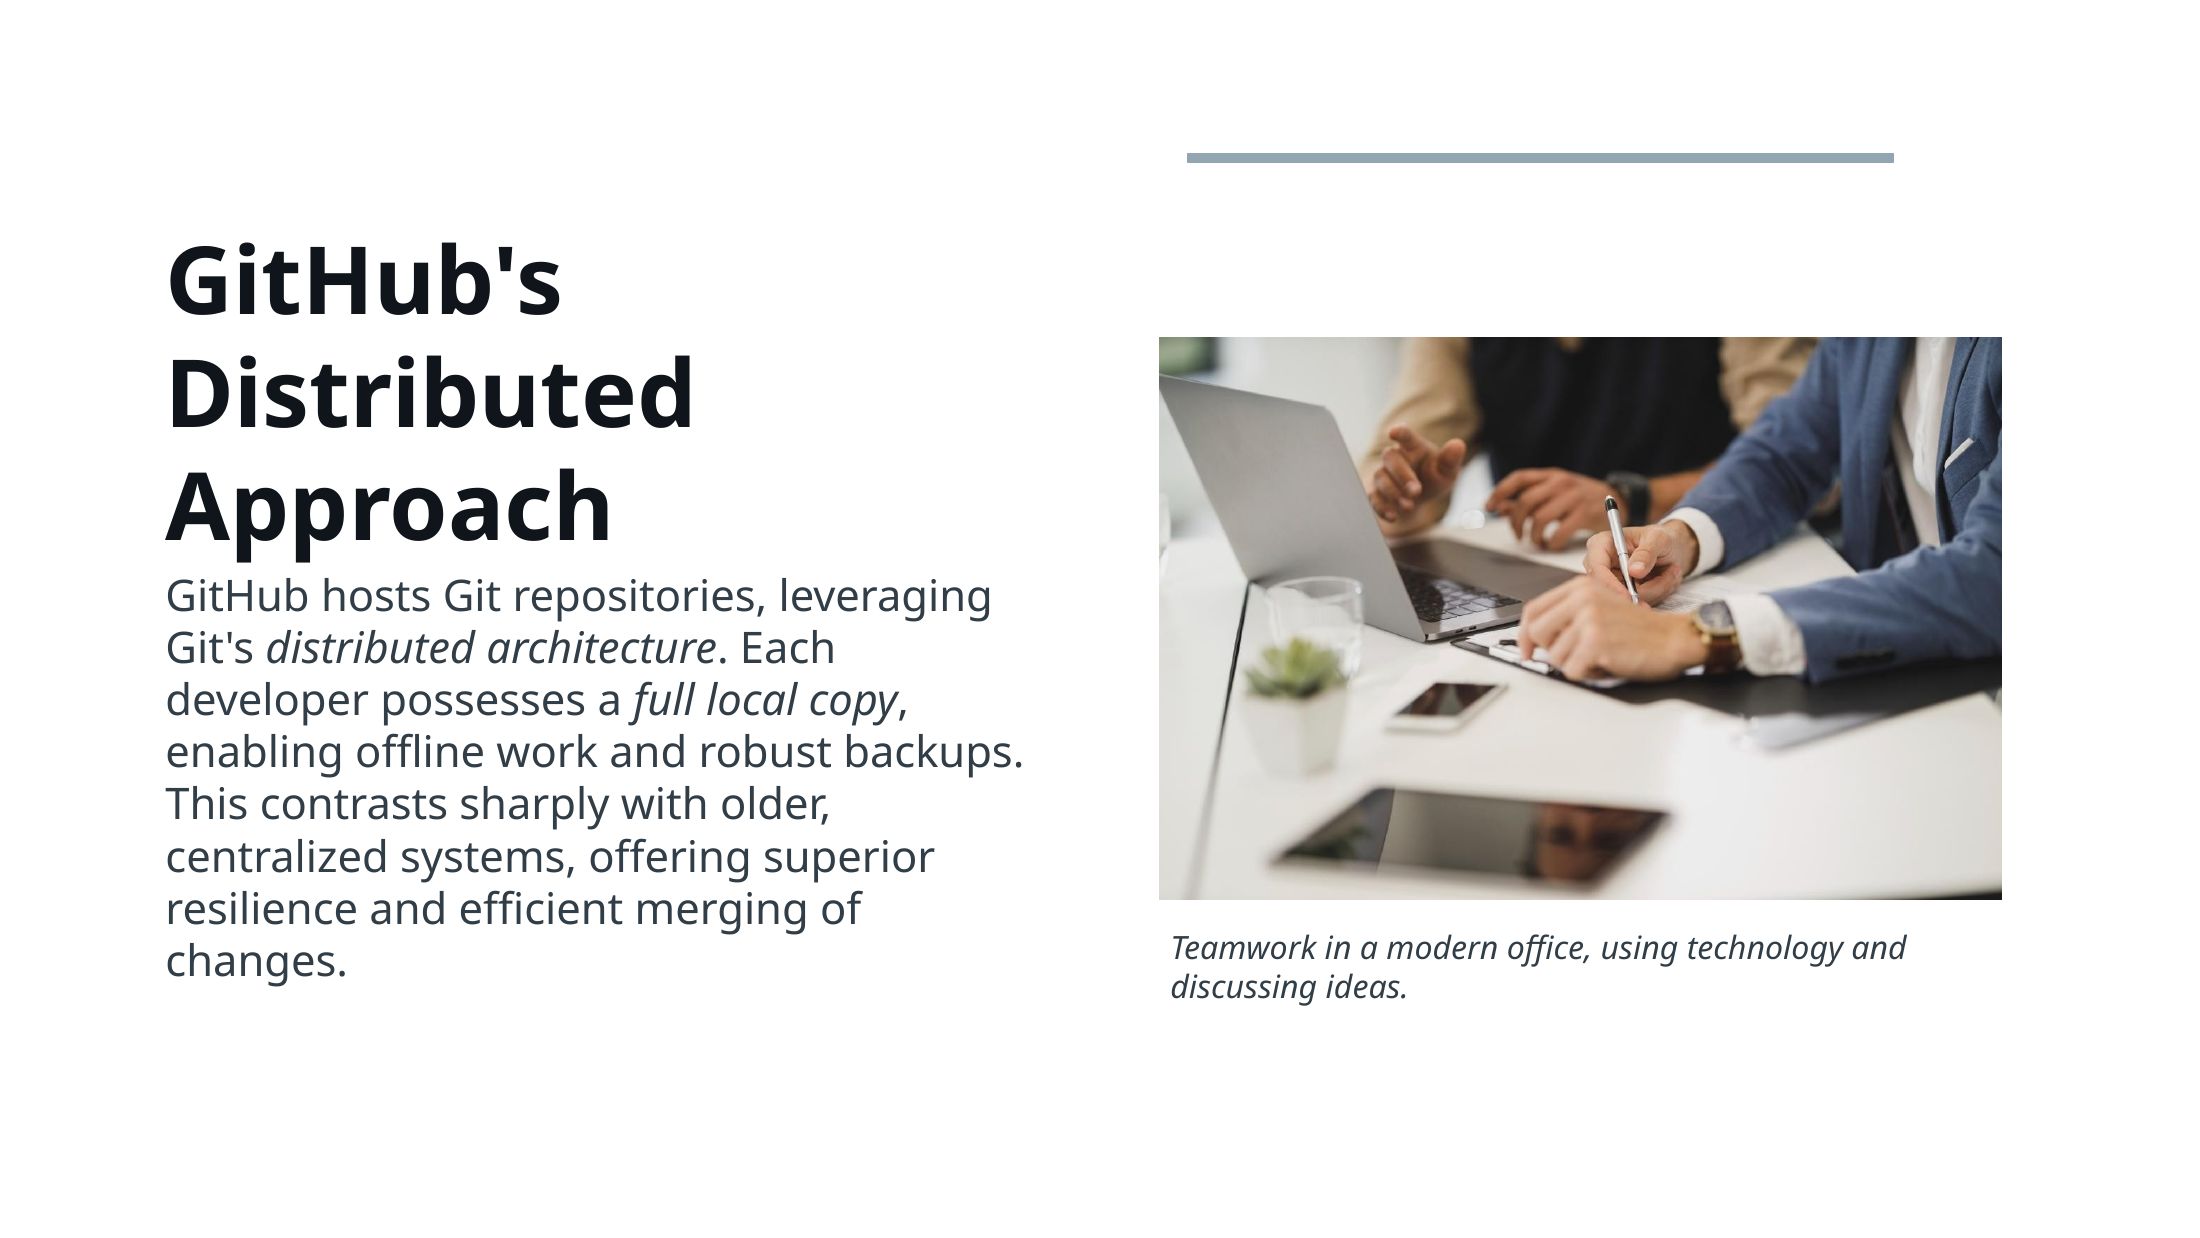 GitHub's
Distributed
Approach
GitHub hosts Git repositories, leveraging
Git's distributed architecture. Each
developer possesses a full local copy,
enabling offline work and robust backups.
This contrasts sharply with older,
centralized systems, offering superior
resilience and efficient merging of
changes.
Teamwork in a modern office, using technology and
discussing ideas.